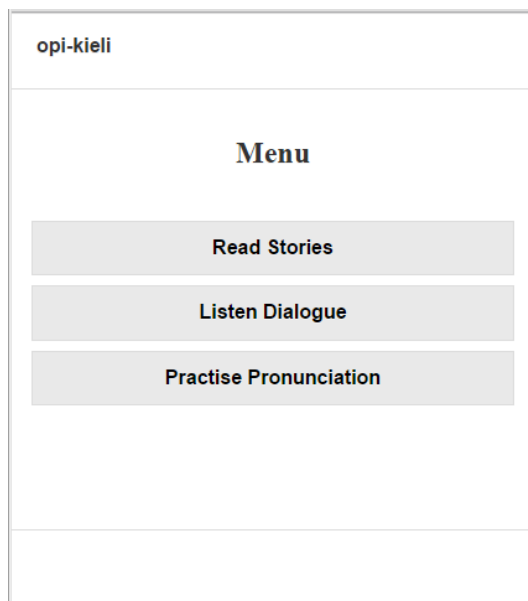 opi-kieli
Menu
Read Stories
Listen Dialogue
Practise Pronunciation